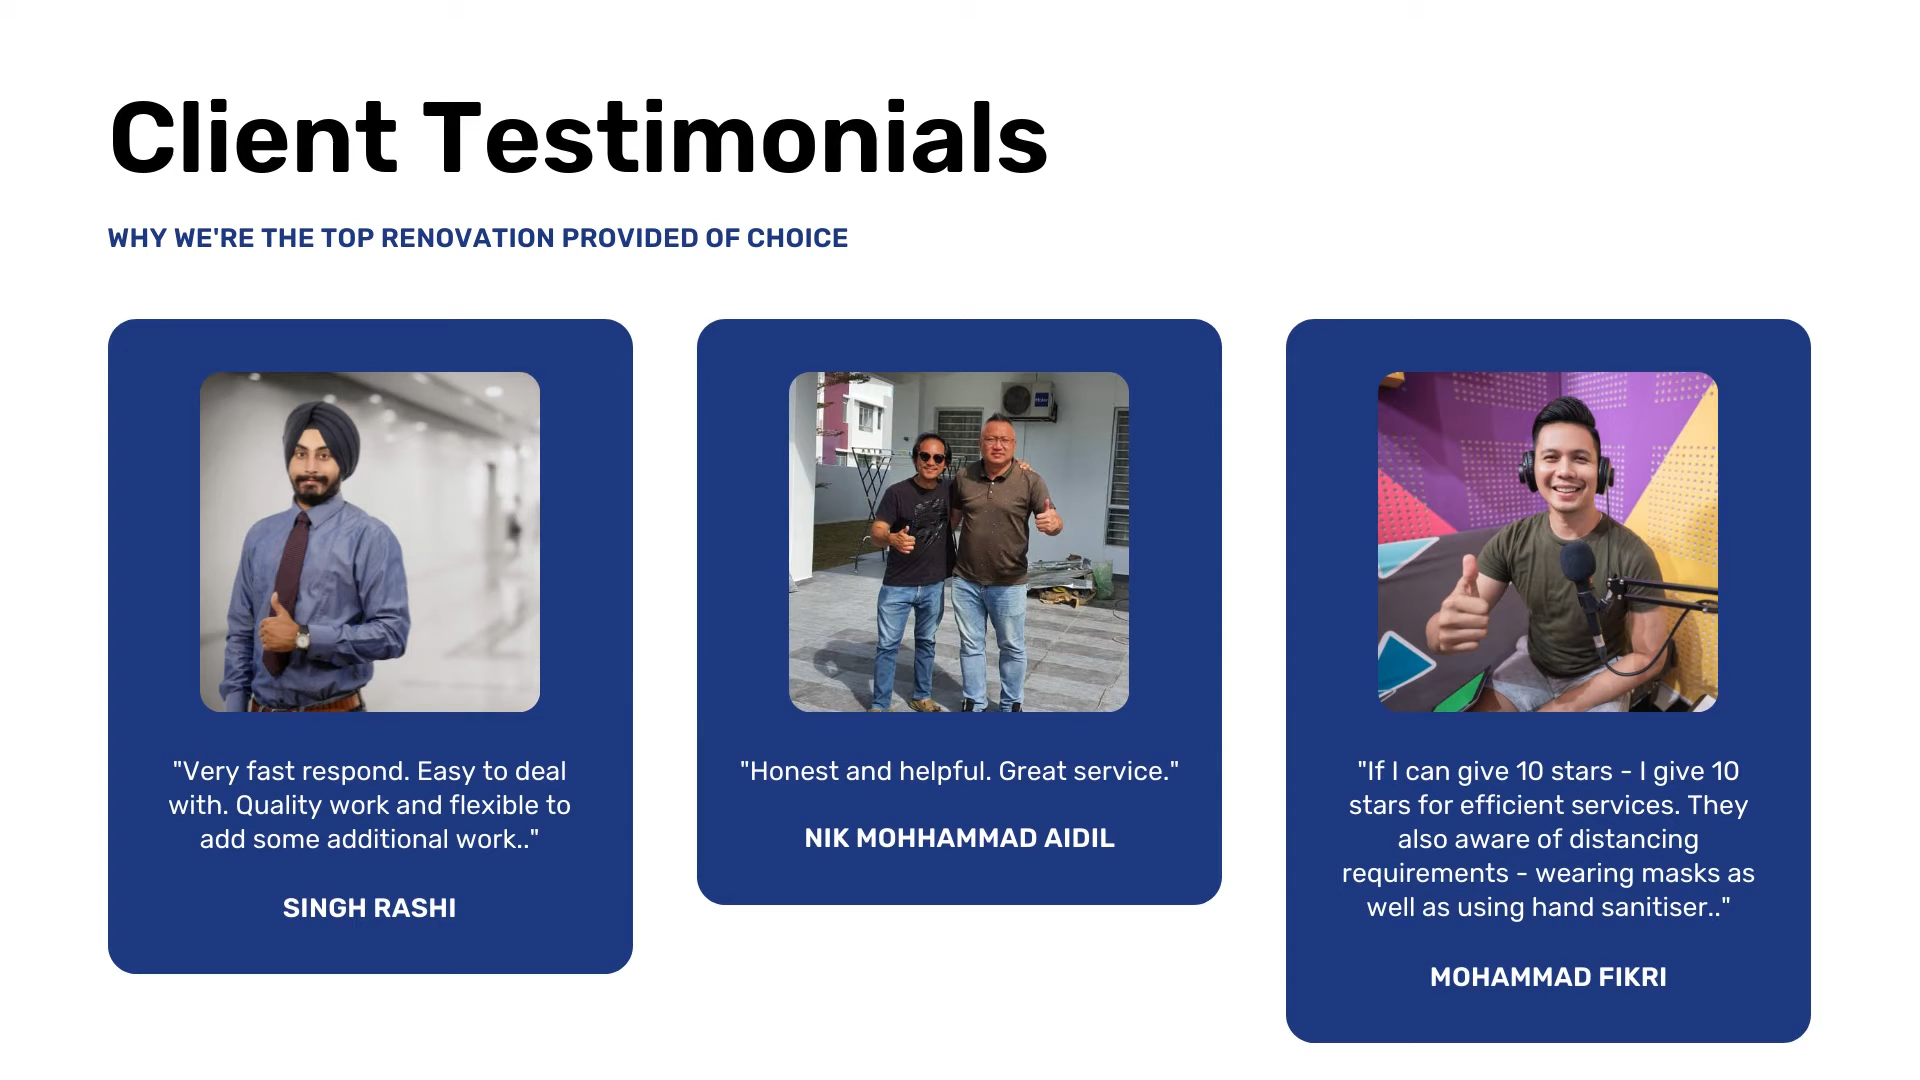 Client Testimonials
WHY WE'RE THE TOP RENOVATION PROVIDED OF CHOICE
"Very fast respond. Easy to deal
with. Quality work and flexible to
add some additional work.."
SINGH RASHI
"Honest and helpful. Great service."
NIK MOHHAMMAD AIDIL
"If I can give 10 stars - I give 10
stars for efficient services. They
also aware of distancing
requirements - wearing masks as
well as using hand sanitiser.."
MOHAMMAD FIKRI